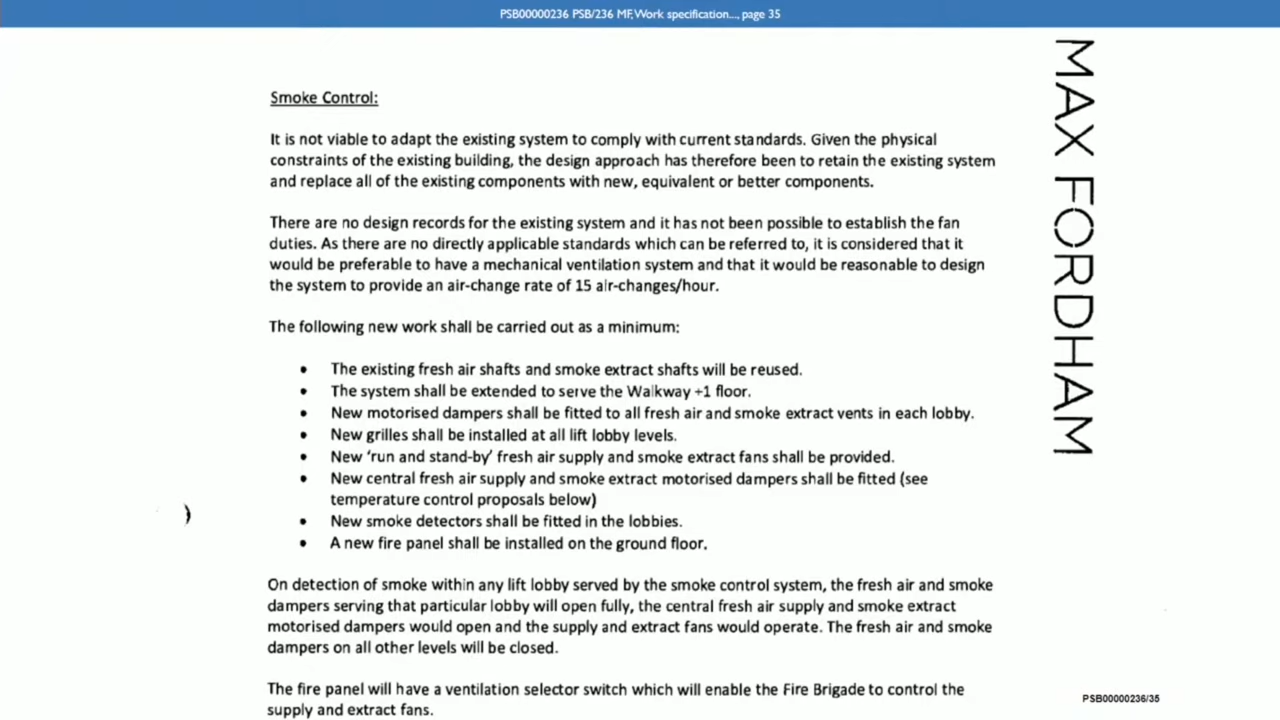 PSB00000236 PSB/236 MF,Work specification..., page 35
MAX FORDHAM
Smoke Control:
It is not viable to adapt the existing system to comply with current standards. Given the physical
constraints of the existing building, the design approach has therefore been to retain the existing system
and replace all of the existing components with new, equivalent or better components.
There are no design records for the existing system and it has not been possible to establish the fan
duties. As there are no directly applicable standards which can be referred to, it is considered that it
would be preferable to have a mechanical ventilation system and that it would be reasonable to design
the system to provide an air-change rate of 15 air-changes/hour.
The following new work shall be carried out as a minimum:
• The existing fresh air shafts and smoke extract shafts will be reused.
• The system shall be extended to serve the Walkway +1 floor.
• New motorised dampers shall be fitted to all fresh air and smoke extract vents in each lobby.
• New grilles shall be installed at all lift lobby levels.
• New 'run and stand-by' fresh air supply and smoke extract fans shall be provided.
• New central fresh air supply and smoke extract motorised dampers shall be fitted (see
temperature control proposals below)
• New smoke detectors shall be fitted in the lobbies.
• A new fire panel shall be installed on the ground floor.
On detection of smoke within any lift lobby served by the smoke control system, the fresh air and smoke
dampers serving that particular lobby will open fully, the central fresh air supply and smoke extract
motorised dampers would open and the supply and extract fans would operate. The fresh air and smoke
dampers on all other levels will be closed.
The fire panel will have a ventilation selector switch which will enable the Fire Brigade to control the
supply and extract fans.
PSB00000236/35